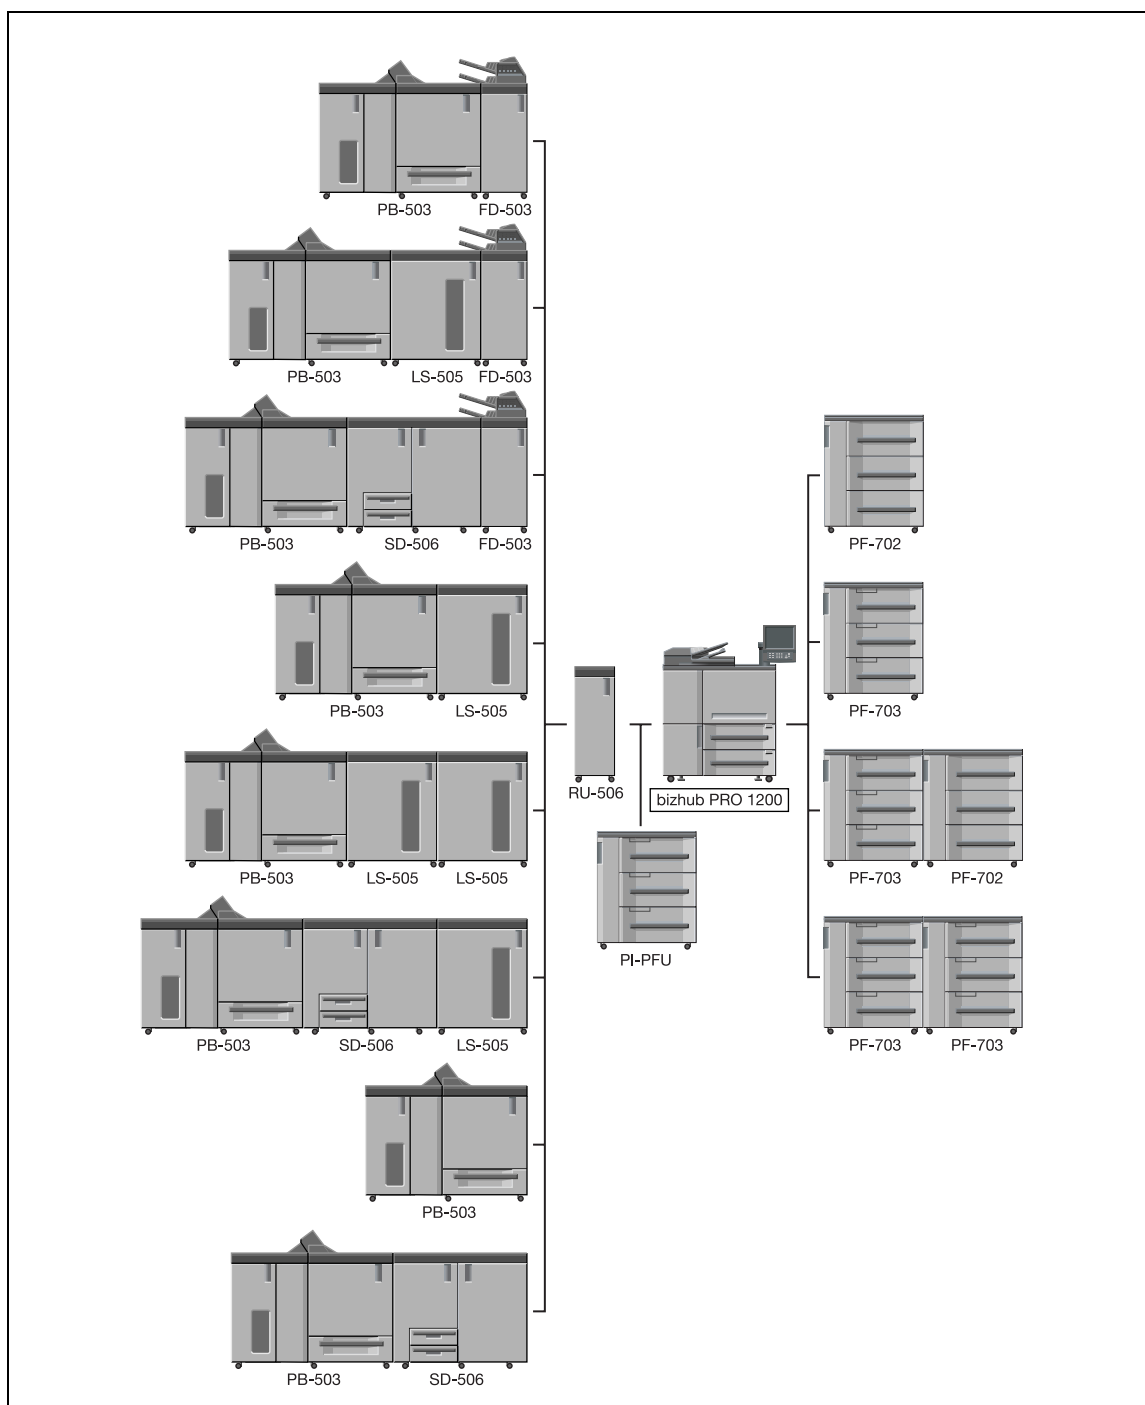 PB-503 FD-503
PB-503 LS-505 FD-503
PB-503 SD-506 FD-503
PB-503 LS-505
PB-503 LS-505 LS-505
PB-503 SD-506 LS-505
PB-503
PB-503 SD-506
RU-506
bizhub PRO 1200
PI-PFU
PF-702
PF-703
PF-703 PF-702
PF-703 PF-703